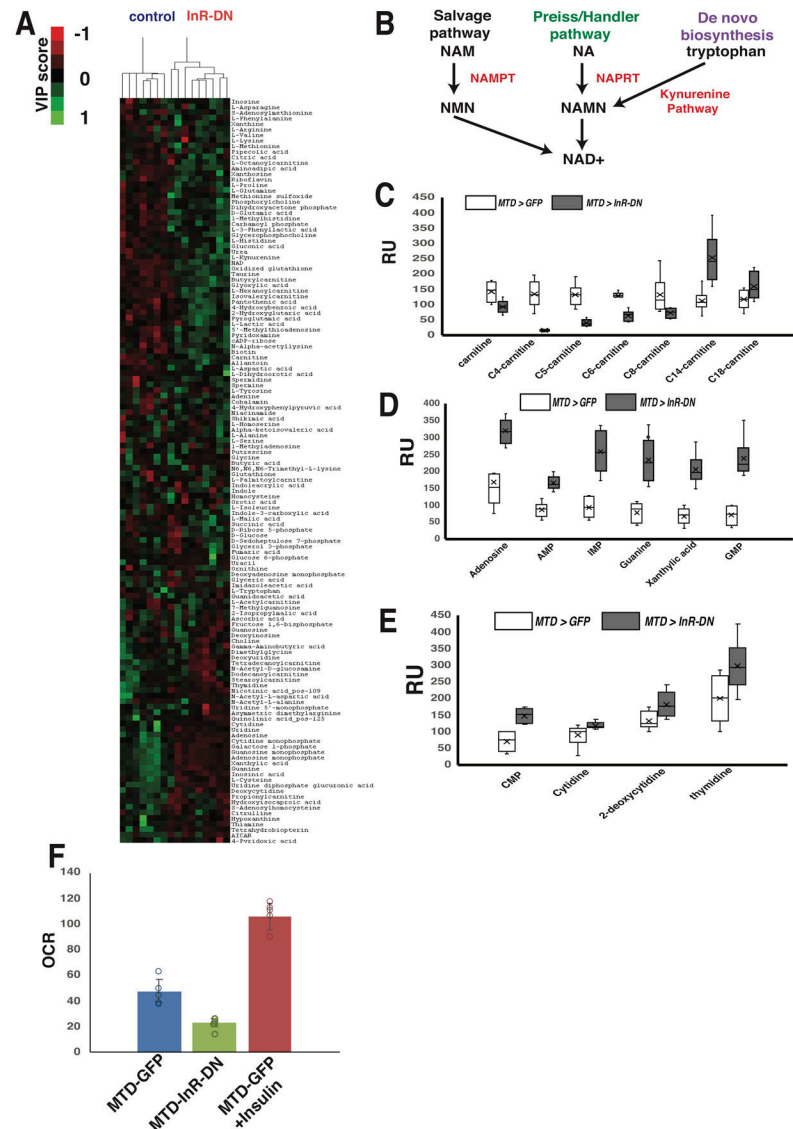 A
control
InR-DN
VIP score
-1
0
1
Inosine
L-Asparagine
S-Adenosylmethionine
L-Phenylalanine
Xanthine
L-Arginine
L-Valine
L-Lysine
L-Methionine
Pipecolic acid
Citric acid
L-Octanoylcarnitine
Aminoadipic acid
Xanthosine
Riboflavin
L-Proline
L-Glutamine
Methionine sulfoxide
Phosphorylcholine
Dihydroxyacetone phosphate
D-Glutamic acid
1-Methylhistidine
Carbamoyl phosphate
L-3-Phenyllactic acid
Glycerophosphocholine
L-Histidine
Gluconic acid
Urea
L-Kynurenine
NAD
Oxidized glutathione
Taurine
Butyrylcarnitine
Glyoxylic acid
L-Hexanoylcarnitine
Isovalerylcarnitine
Pantothenic acid
4-Hydroxybenzoic acid
2-Hydroxyglutaric acid
Pyroglutamic acid
L-Lactic acid
5'-Methylthioadenosine
Pyridoxamine
cADP-ribose
N-Alpha-acetyllysine
Biotin
Carnitine
Allantoin
L-Aspartic acid
L-Dihydroorotic acid
Spermidine
Spermine
L-Tyrosine
Adenine
Cobalamin
4-Hydroxyphenylpyruvic acid
Niacinamide
Shikimic acid
L-Homoserine
Alpha-ketoisovaleric acid
L-Alanine
L-Serine
1-Methyladenosine
Putrescine
Glycine
Butyric acid
N6,N6,N6-Trimethyl-L-lysine
Glutathione
L-Palmitoylcarnitine
Indoleacrylic acid
Indole
Homocysteine
Orotic acid
L-Isoleucine
Indole-3-carboxylic acid
L-Malic acid
Succinic acid
D-Ribose 5-phosphate
D-Glucose
D-Sedoheptulose 7-phosphate
Glycerol 3-phosphate
Fumaric acid
Glucose 6-phosphate
Uracil
Ornithine
Deoxyadenosine monophosphate
Glyceric acid
Imidazoleacetic acid
L-Tryptophan
Guanidoacetic acid
L-Acetylcarnitine
7-Methylguanosine
2-Isopropylmalic acid
Ascorbic acid
Fructose 1,6-bisphosphate
Guanosine
Deoxyinosine
Choline
Gamma-Aminobutyric acid
Dimethylglycine
Deoxyuridine
Tetradecanoylcarnitine
N-Acetyl-D-glucosamine
Dodecanoylcarnitine
Stearoylcarnitine
Thymidine
Nicotinic acid_pos-109
N-Acetyl-L-aspartic acid
N-Acetyl-L-alanine
Uridine 5'-monophosphate
Asymmetric dimethylarginine
Quinolinic acid_pos-125
Cytidine
Uridine
Adenosine
Cytidine monophosphate
Galactose 1-phosphate
Guanosine monophosphate
Adenosine monophosphate
Xanthylic acid
Guanine
Inosinic acid
L-Cysteine
Uridine diphosphate glucuronic acid
Deoxycytidine
Propionylcarnitine
Hydroxyisocaproic acid
S-Adenosylhomocysteine
Citrulline
Hypoxanthine
Thiamine
Tetrahydrobiopterin
AICAR
4-Pyridoxic acid
B
Salvage
pathway
NAM
NAMPT
NMN
Preiss/Handler
pathway
NA
NAPRT
NAMN
De novo
biosynthesis
tryptophan
Kynurenine
Pathway
NAD+
C
MTD > GFP
MTD > InR-DN
RU
450
400
350
300
250
200
150
100
50
0
carnitine
C4-carnitine
C5-carnitine
C6-carnitine
C8-carnitine
C14-carnitine
C18-carnitine
D
MTD > GFP
MTD > InR-DN
RU
450
400
350
300
250
200
150
100
50
0
Adenosine
AMP
IMP
Guanine
Xanthylic acid
GMP
E
MTD > GFP
MTD > InR-DN
RU
450
400
350
300
250
200
150
100
50
0
CMP
Cytidine
2-deoxycytidine
thymidine
F
OCR
140
120
100
80
60
40
20
0
MTD-GFP
MTD-InR-DN
MTD-GFP
+Insulin